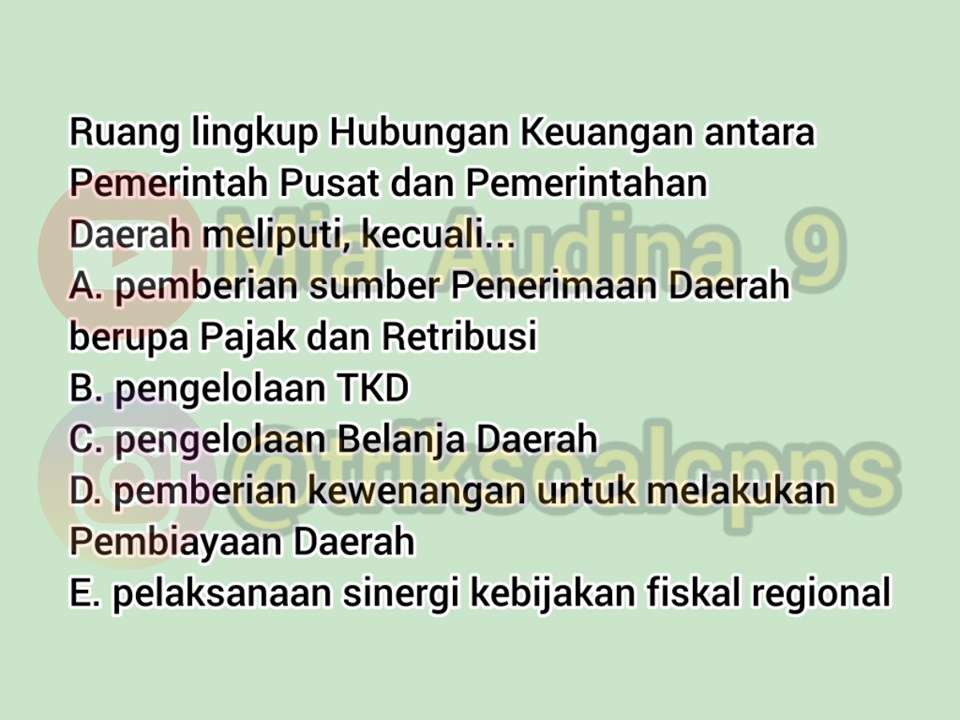 Ruang lingkup Hubungan Keuangan antara
Pemerintah Pusat dan Pemerintahan
Daerah meliputi, kecuali...
Mia Audina 9
A. pemberian sumber Penerimaan Daerah
berupa Pajak dan Retribusi
B. pengelolaan TKD
C. pengelolaan Belanja Daerah
@triksoalcpns
D. pemberian kewenangan untuk melakukan
Pembiayaan Daerah
E. pelaksanaan sinergi kebijakan fiskal regional